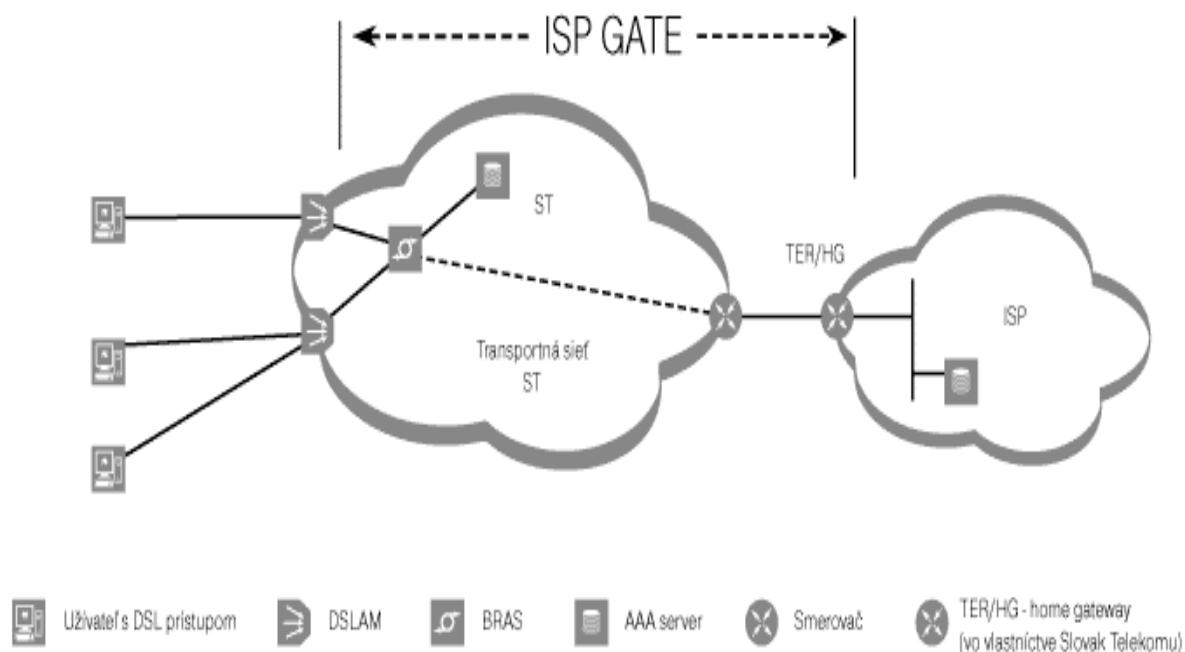 ISP GATE
ST
TER/HG
ISP
Transportná sieť
ST
Užívateľ s DSL prístupom
DSLAM
BRAS
AAA server
Smerovač
TER/HG - home gateway
(vo vlastníctve Slovak Telekomu)